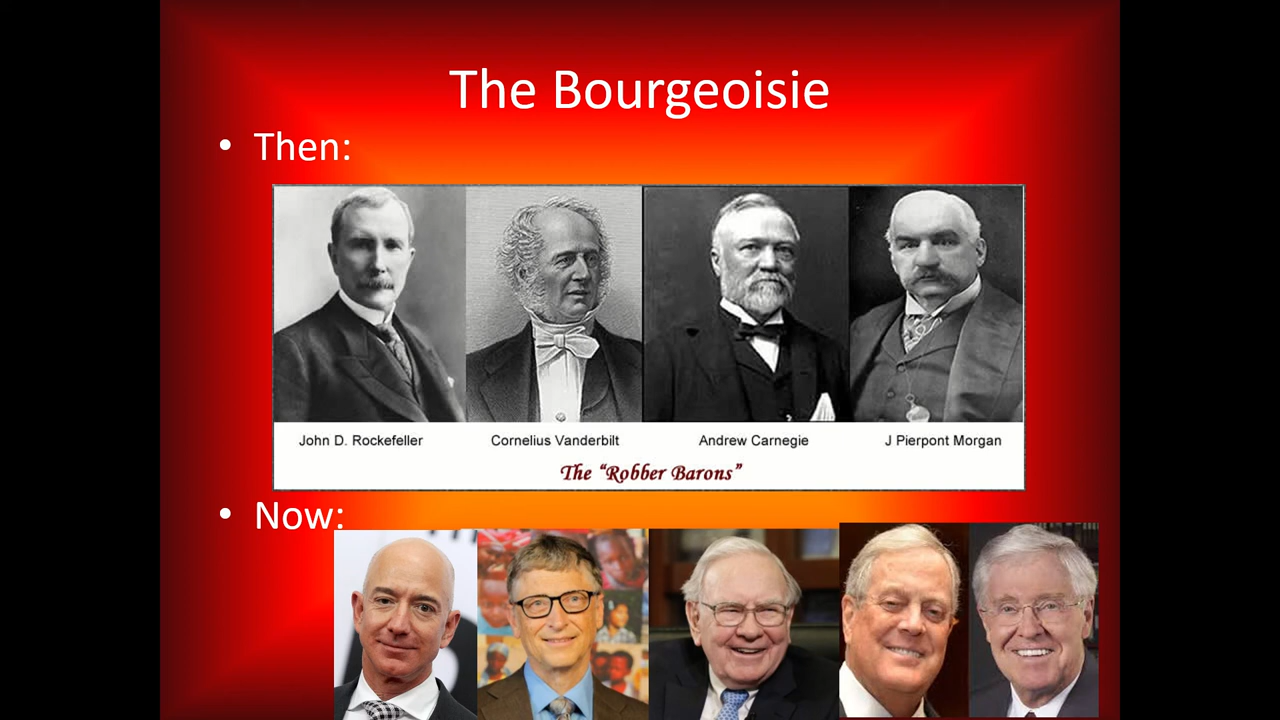 The Bourgeoisie
• Then:
John D. Rockefeller Cornelius Vanderbilt Andrew Carnegie J Pierpont Morgan
The “Robber Barons”
• Now: